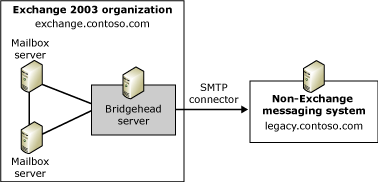 Exchange 2003 organization
exchange.contoso.com
Mailbox
server
Bridgehead
server
Mailbox
server
SMTP
connector
Non-Exchange
messaging system
legacy.contoso.com